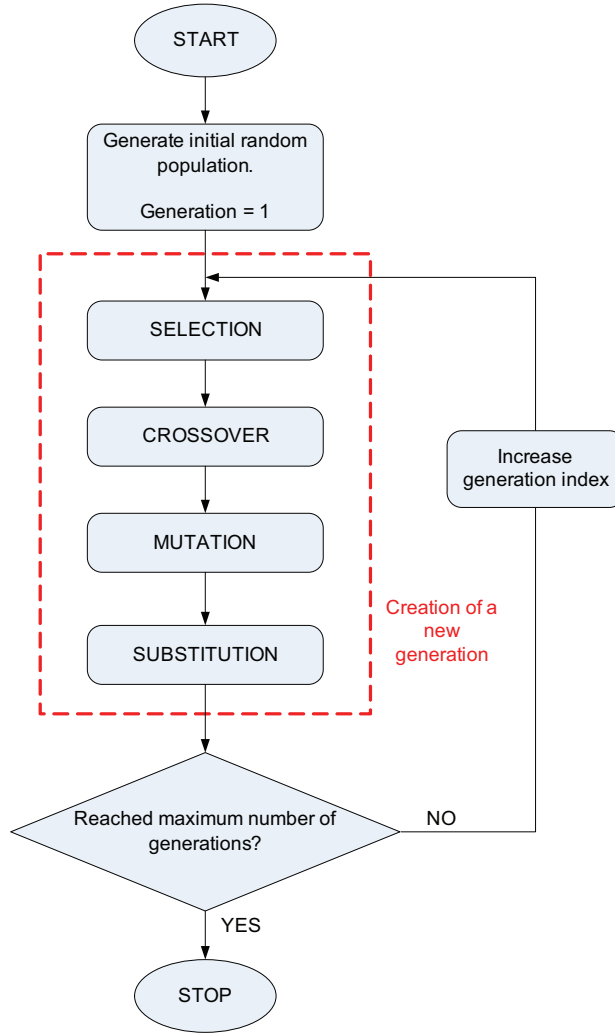 START
Generate initial random
population.
Generation = 1
SELECTION
CROSSOVER
MUTATION
SUBSTITUTION
Creation of a
new
generation
Increase
generation index
Reached maximum number of
generations?
NO
YES
STOP